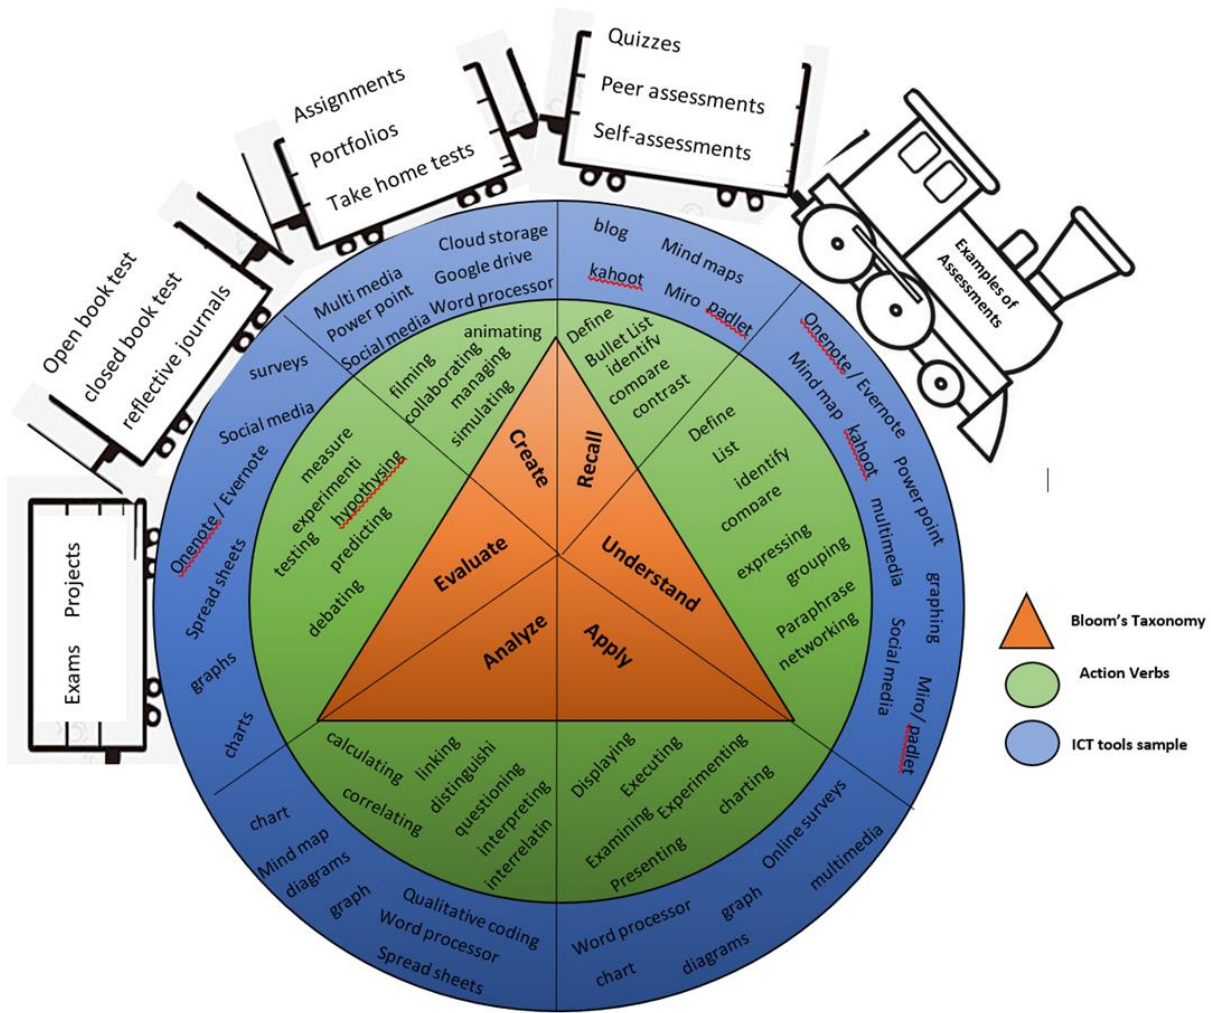 Quizzes
Peer assessments
Self-assessments
Assignments
Portfolios
Take home tests
Open book test
closed book test
reflective journals
Exams Projects
Examples of
Assessments
Cloud storage
Google drive
Word processor
Multi media
Power point
Social media
blog
Mind maps
kahoot
Miro padlet
Onenote / Evernote
Mind map
kahoot
Power point
multimedia
graphing
Social media
Miro/ padlet
Online surveys
multimedia
Word processor
graph
chart
diagrams
chart
Mind map
diagrams
graph
Qualitative coding
Word processor
Spread sheets
surveys
Social media
Onenote / Evernote
Spread sheets
graphs
charts
animating
filming
collaborating
managing
simulating
Define
Bullet List
identify
compare
contrast
Define
List
identify
compare
expressing
grouping
Paraphrase
networking
Displaying
Executing
Experimenting
charting
Examining
Presenting
calculating
correlating
linking
distinguishi
questioning
interpreting
interrelatin
measure
experimenti
hypothysing
testing
predicting
debating
Create
Recall
Evaluate
Understand
Analyze
Apply
Bloom's Taxonomy
Action Verbs
ICT tools sample